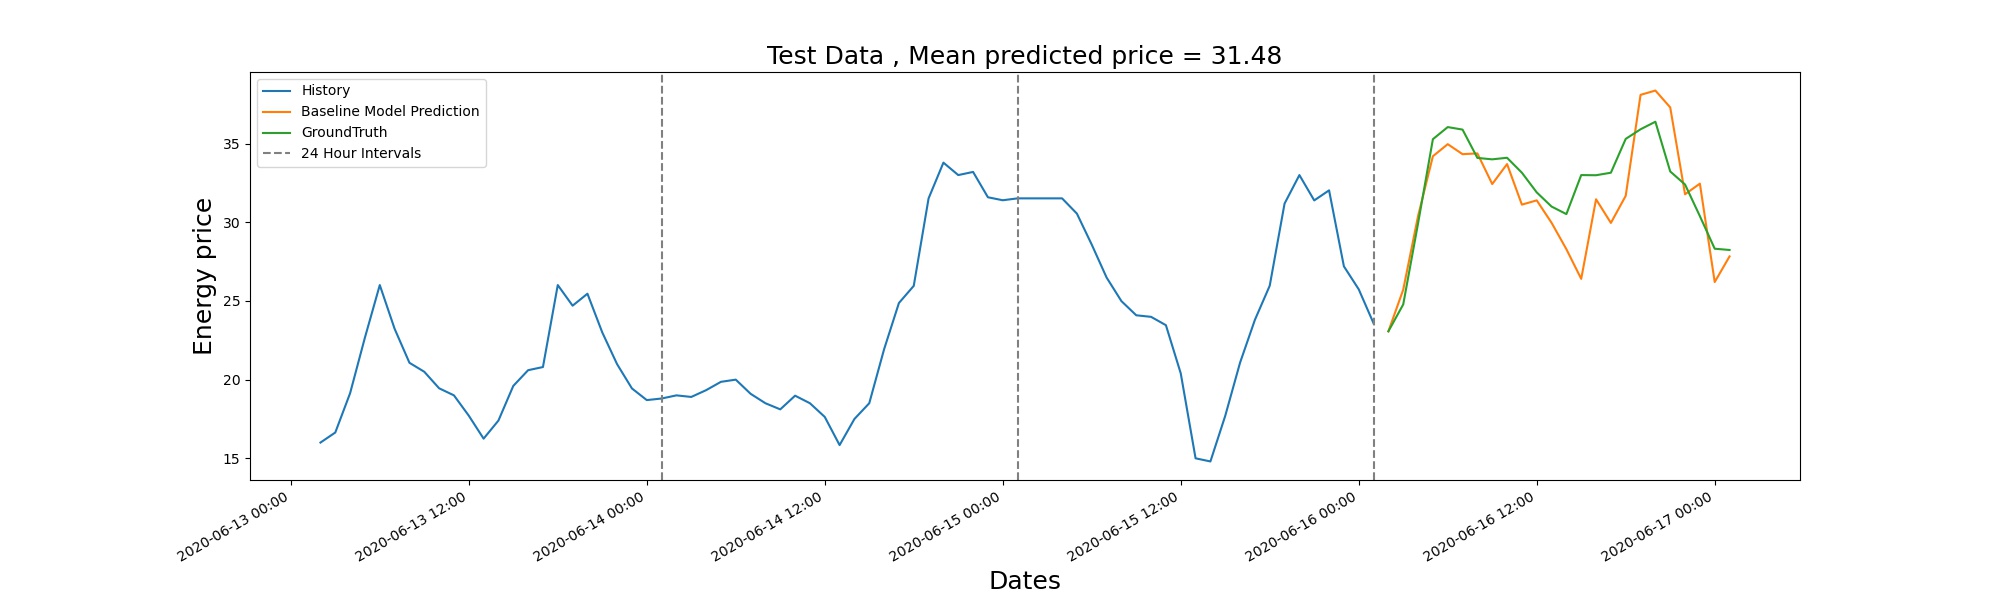 Test Data , Mean predicted price = 31.48
History
Baseline Model Prediction
GroundTruth
24 Hour Intervals
Energy price
35
30
25
20
15
2020-06-13 00:00
2020-06-13 12:00
2020-06-14 00:00
2020-06-14 12:00
2020-06-15 00:00
2020-06-15 12:00
2020-06-16 00:00
2020-06-16 12:00
2020-06-17 00:00
Dates